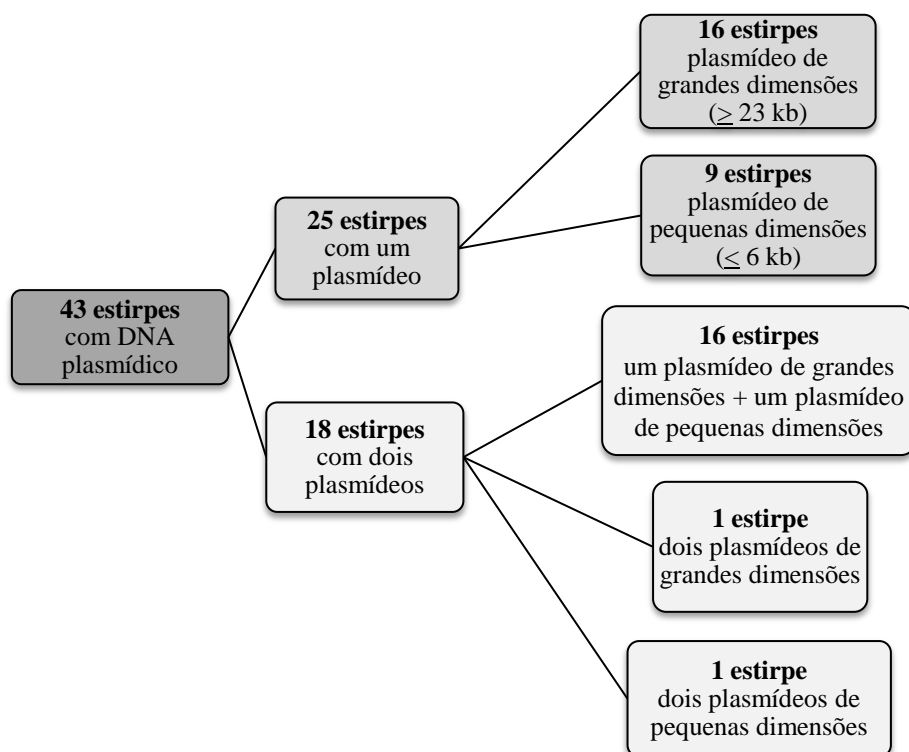 43 estirpes
com DNA
plasmídico
25 estirpes
com um
plasmídeo
16 estirpes
plasmídeo de
grandes dimensões
(≥ 23 kb)
9 estirpes
plasmídeo de
pequenas dimensões
(≤ 6 kb)
18 estirpes
com dois
plasmídeos
16 estirpes
um plasmídeo de grandes
dimensões + um plasmídeo
de pequenas dimensões
1 estirpe
dois plasmídeos de
grandes dimensões
1 estirpe
dois plasmídeos de
pequenas dimensões